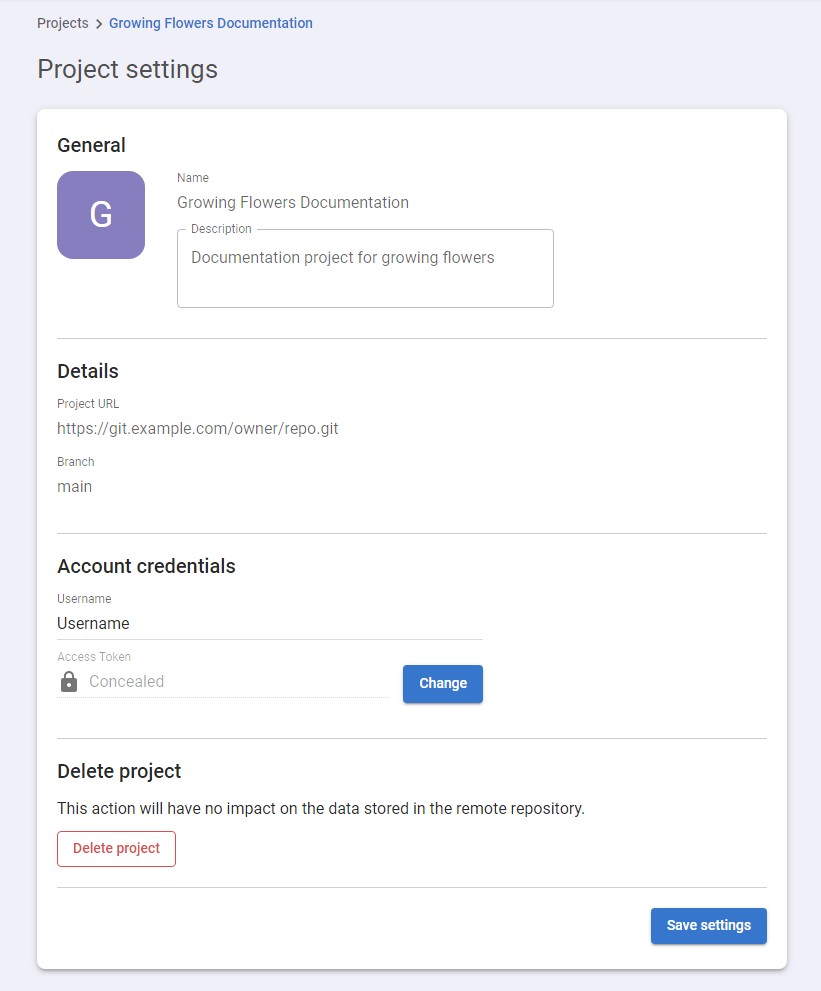 Projects > Growing Flowers Documentation
Project settings
General
G
Name
Growing Flowers Documentation
Description
Documentation project for growing flowers
Details
Project URL
https://git.example.com/owner/repo.git
Branch
main
Account credentials
Username
Username
Access Token
Concealed
Change
Delete project
This action will have no impact on the data stored in the remote repository.
Delete project
Save settings